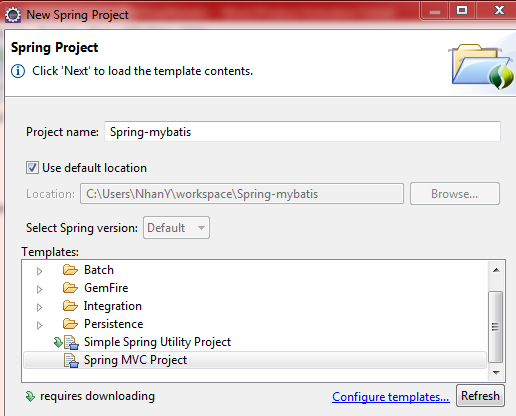 New Spring Project
Spring Project
Click 'Next' to load the template contents.
Project name: Spring-mybatis
Use default location
Location: C:\Users\NhanY\workspace\Spring-mybatis Browse...
Select Spring version: Default
Templates:
Batch
GemFire
Integration
Persistence
Simple Spring Utility Project
Spring MVC Project
requires downloading Configure templates... Refresh